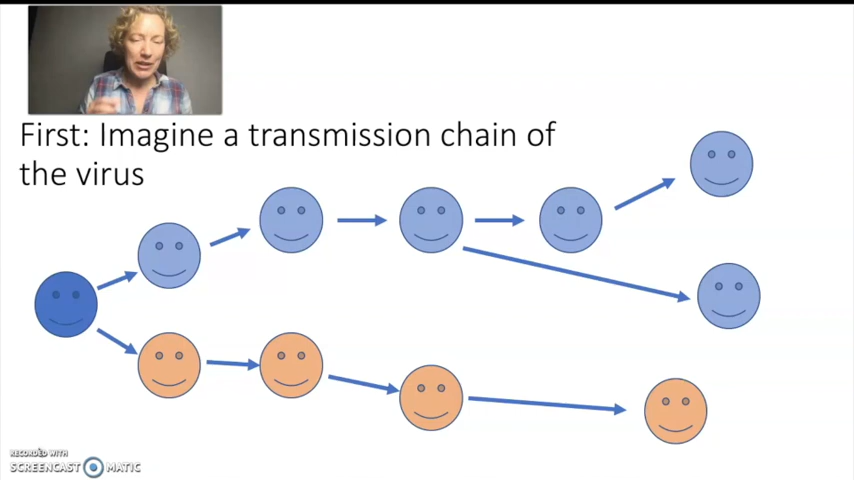 First: Imagine a transmission chain of
the virus
RECORDED WITH
SCREENCAST MATIC